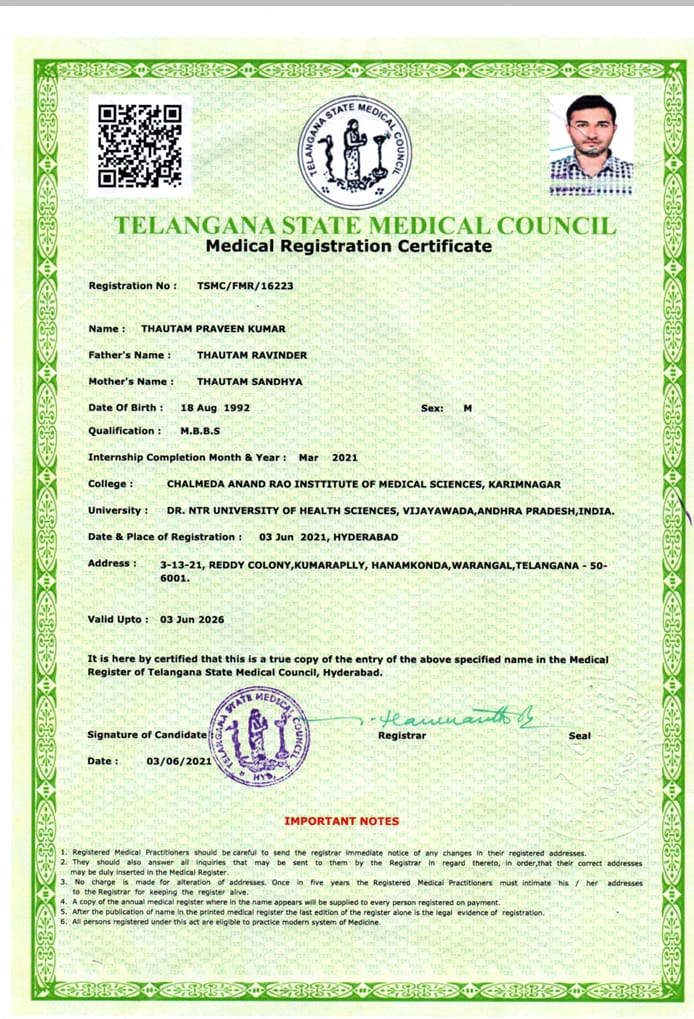 TELANGANA STATE MEDICAL COUNCIL
TELANGANA STATE MEDICAL COUNCIL
Medical Registration Certificate
Registration No : TSMC/FMR/16223
Name : THAUTAM PRAVEEN KUMAR
Father's Name : THAUTAM RAVINDER
Mother's Name : THAUTAM SANDHYA
Date Of Birth : 18 Aug 1992 Sex: M
Qualification : M.B.B.S
Internship Completion Month & Year : Mar 2021
College : CHALMEDA ANAND RAO INSTTITUTE OF MEDICAL SCIENCES, KARIMNAGAR
University : DR. NTR UNIVERSITY OF HEALTH SCIENCES, VIJAYAWADA,ANDHRA PRADESH,INDIA.
Date & Place of Registration : 03 Jun 2021, HYDERABAD
Address : 3-13-21, REDDY COLONY,KUMARAPLLY, HANAMKONDA,WARANGAL,TELANGANA - 50-
6001.
Valid Upto : 03 Jun 2026
It is here by certified that this is a true copy of the entry of the above specified name in the Medical
Register of Telangana State Medical Council, Hyderabad.
TELANGANA STATE MEDICAL COUNCIL
HYD.
Signature of Candidate Registrar Seal
Date : 03/06/2021
IMPORTANT NOTES
1. Registered Medical Practitioners should be careful to send the registrar immediate notice of any changes in their registered addresses.
2. They should also answer all inquiries that may be sent to them by the Registrar in regard thereto, in order,that their correct addresses
may be duly inserted in the Medical Register.
3. No charge is made for alteration of addresses. Once in five years the Registered Medical Practitioners must intimate his / her addresses
to the Registrar for keeping the register alive.
4. A copy of the annual medical register where in the name appears will be supplied to every person registered on payment.
5. After the publication of name in the printed medical register the last edition of the register alone is the legal evidence of registration.
6. All persons registered under this act are eligible to practice modern system of Medicine.